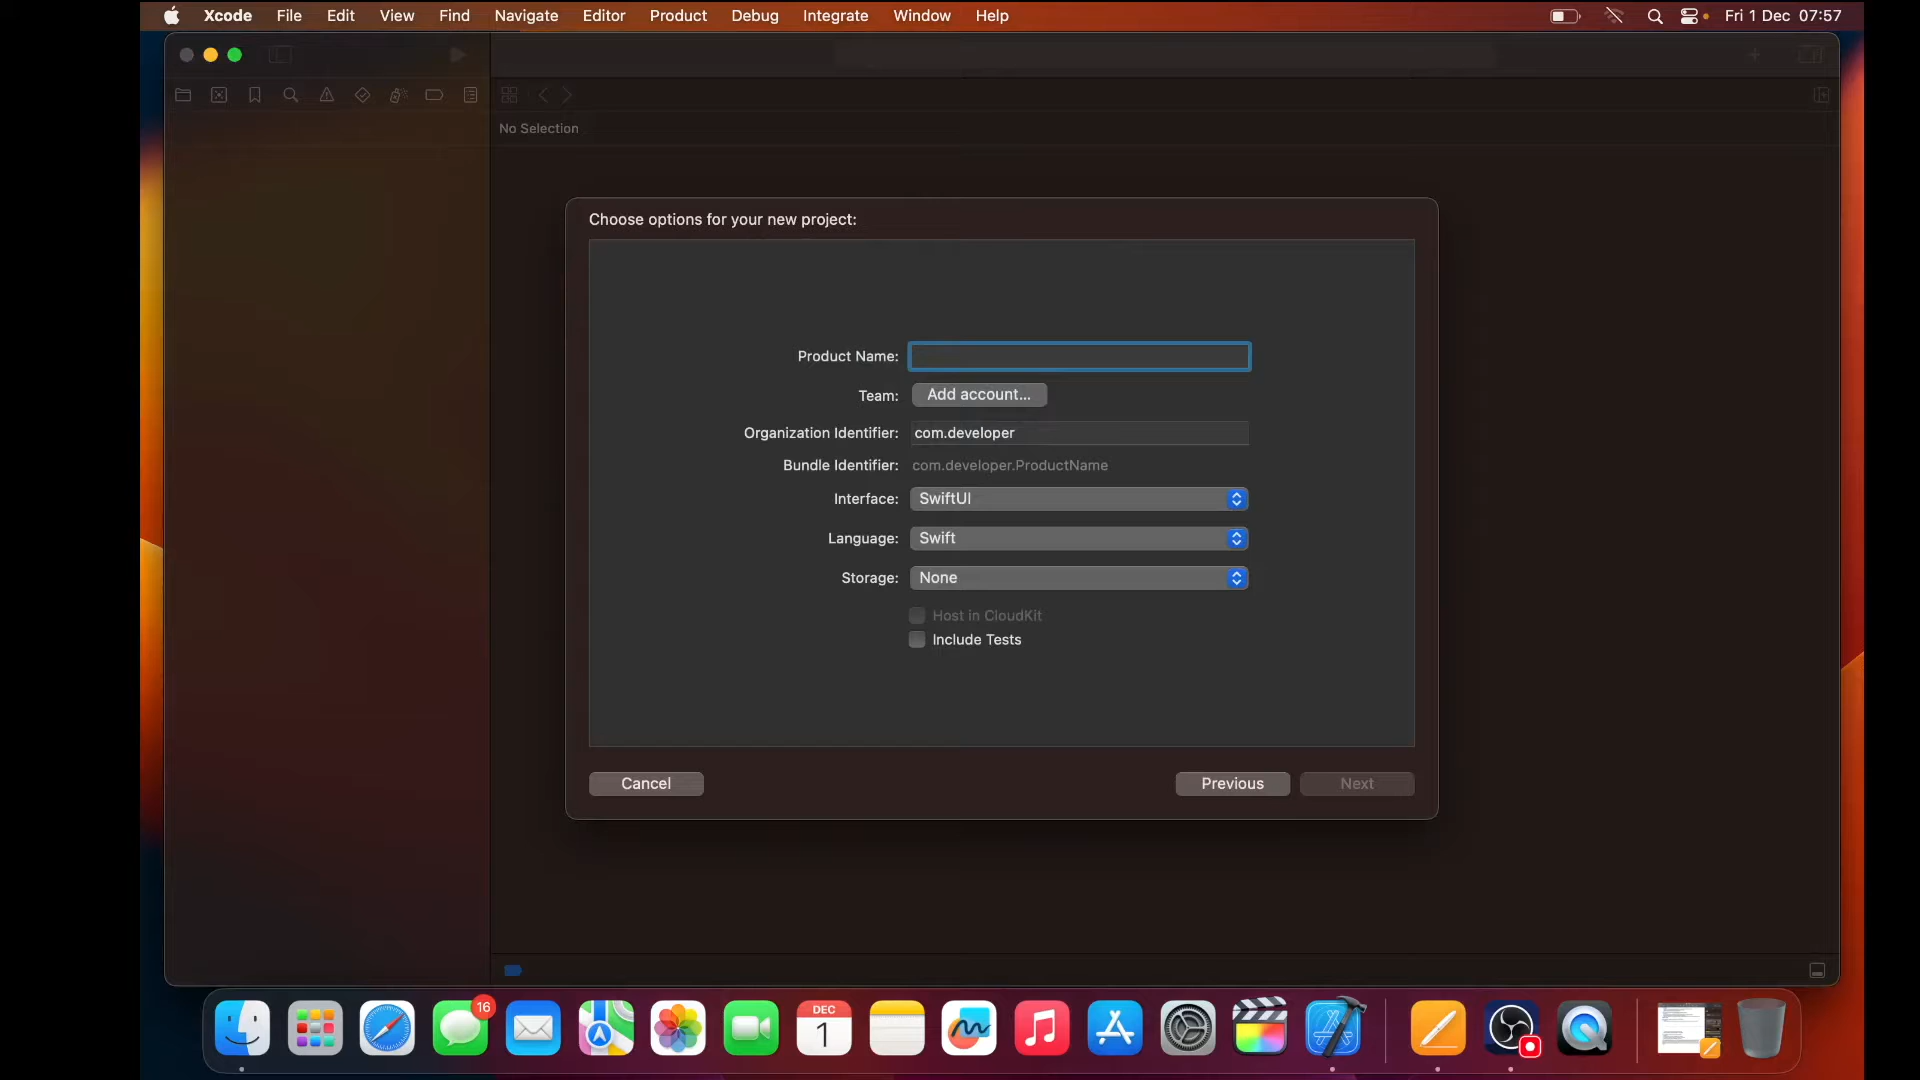 Xcode File Edit View Find Navigate Editor Product Debug Integrate Window Help Fri 1 Dec 07:57
No Selection
Choose options for your new project:
Product Name:
Team: Add account...
Organization Identifier: com.developer
Bundle Identifier: com.developer.ProductName
Interface: SwiftUI
Language: Swift
Storage: None
Host in CloudKit
Include Tests
Cancel Previous Next
16
DEC
1